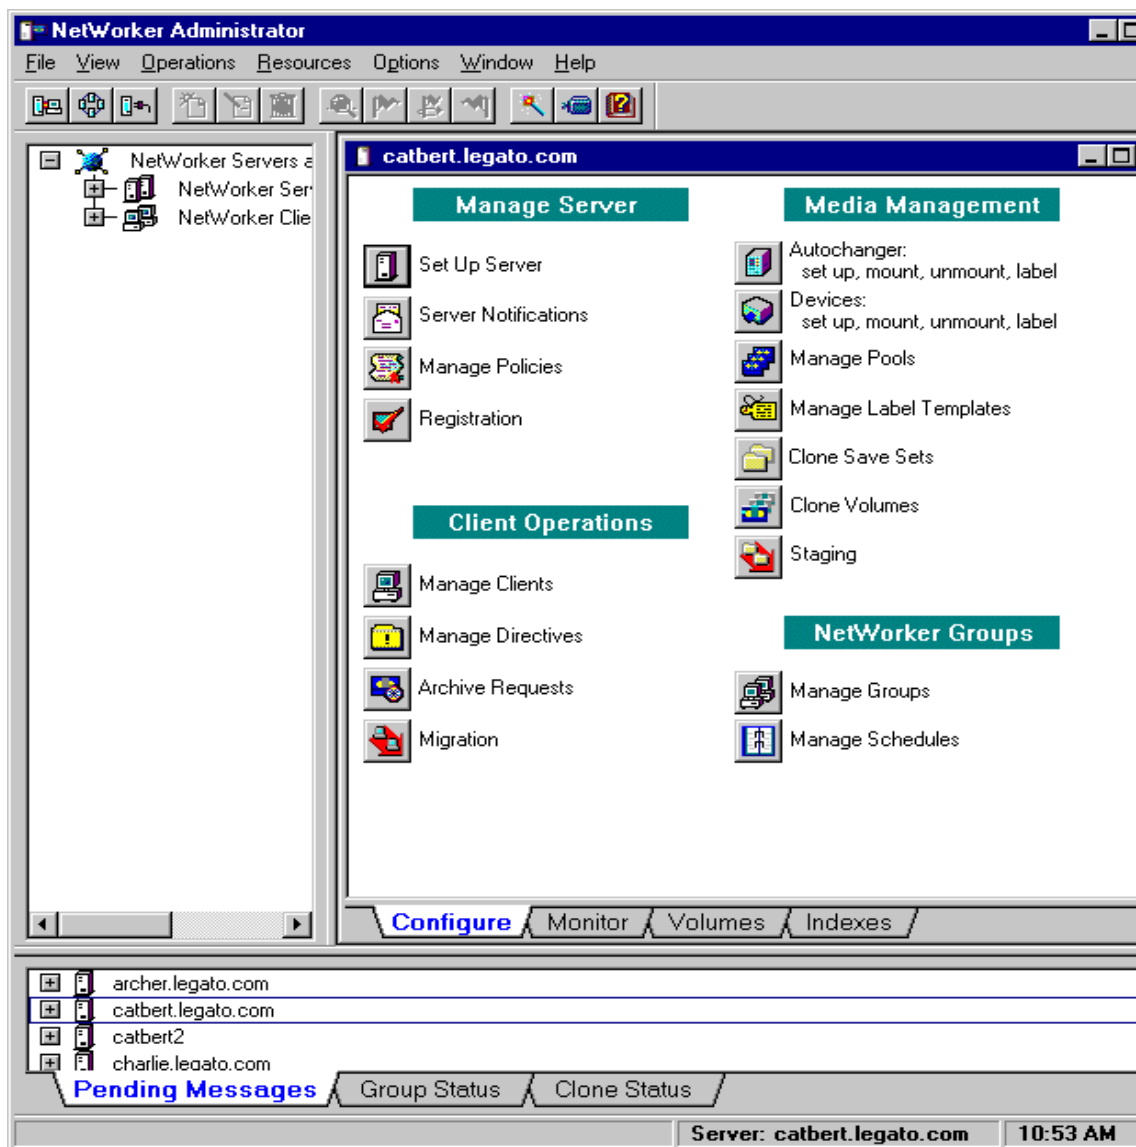 NetWorker Administrator
File View Operations Resources Options Window Help
NetWorker Servers a
NetWorker Ser
NetWorker Clie
catbert.legato.com
Manage Server
Set Up Server
Server Notifications
Manage Policies
Registration
Client Operations
Manage Clients
Manage Directives
Archive Requests
Migration
Media Management
Autochanger:
set up, mount, unmount, label
Devices:
set up, mount, unmount, label
Manage Pools
Manage Label Templates
Clone Save Sets
Clone Volumes
Staging
NetWorker Groups
Manage Groups
Manage Schedules
Configure Monitor Volumes Indexes
archer.legato.com
catbert.legato.com
catbert2
charlie.legato.com
Pending Messages Group Status Clone Status
Server: catbert.legato.com 10:53 AM